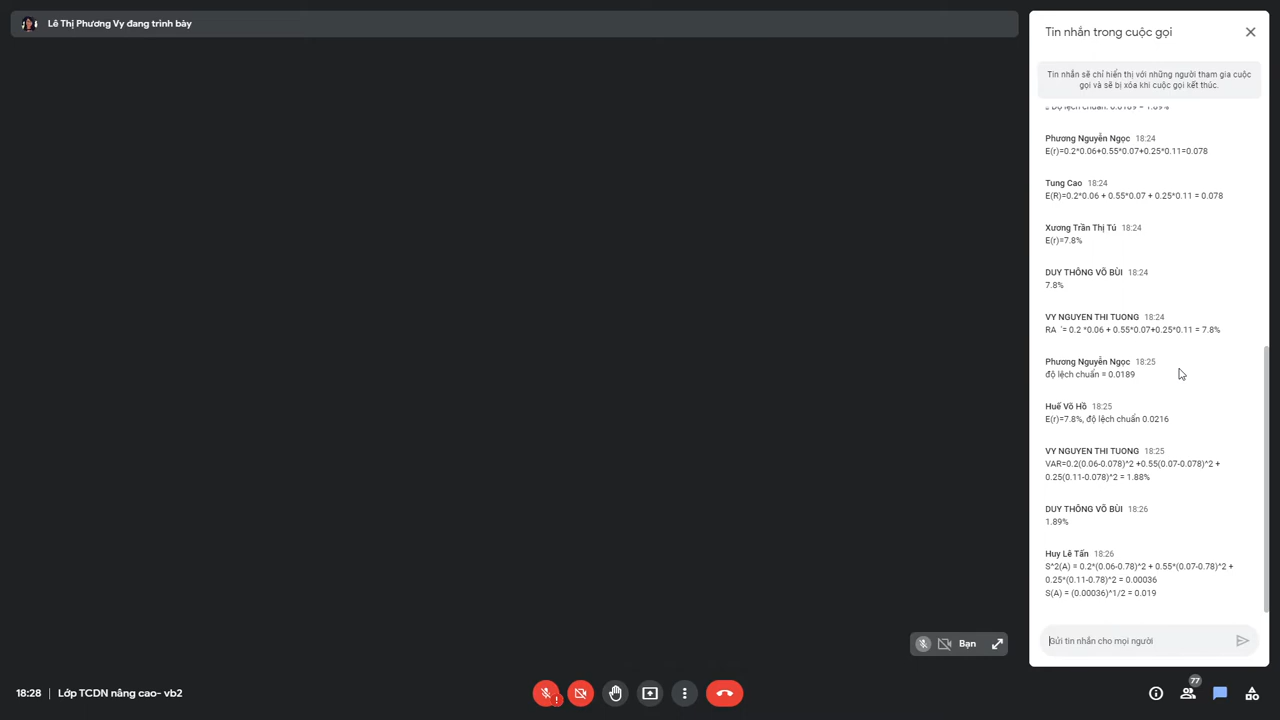 Lê Thị Phương Vy đang trình bày
Tin nhắn trong cuộc gọi
Tin nhắn sẽ chỉ hiển thị với những người tham gia cuộc
gọi và sẽ bị xóa khi cuộc gọi kết thúc.
Độ lệch chuẩn: 0.0189 = 1.89%
Phương Nguyễn Ngọc 18:24
E(r)=0.2*0.06+0.55*0.07+0.25*0.11=0.078
Tung Cao 18:24
E(R)=0.2*0.06 + 0.55*0.07 + 0.25*0.11 = 0.078
Xương Trần Thị Tú 18:24
E(r)=7.8%
DUY THÔNG VÕ BÙI 18:24
7.8%
VY NGUYEN THI TUONG 18:24
RA '= 0.2 *0.06 + 0.55*0.07+0.25*0.11 = 7.8%
Phương Nguyễn Ngọc 18:25
độ lệch chuẩn = 0.0189
Huế Võ Hồ 18:25
E(r)=7.8%, độ lệch chuẩn 0.0216
VY NGUYEN THI TUONG 18:25
VAR=0.2(0.06-0.078)^2 +0.55(0.07-0.078)^2 +
0.25(0.11-0.078)^2 = 1.88%
DUY THÔNG VÕ BÙI 18:26
1.89%
Huy Lê Tấn 18:26
S^2(A) = 0.2*(0.06-0.78)^2 + 0.55*(0.07-0.78)^2 +
0.25*(0.11-0.78)^2 = 0.00036
S(A) = (0.00036)^1/2 = 0.019
Gửi tin nhắn cho mọi người
Bạn
18:28 | Lớp TCDN nâng cao- vb2
77